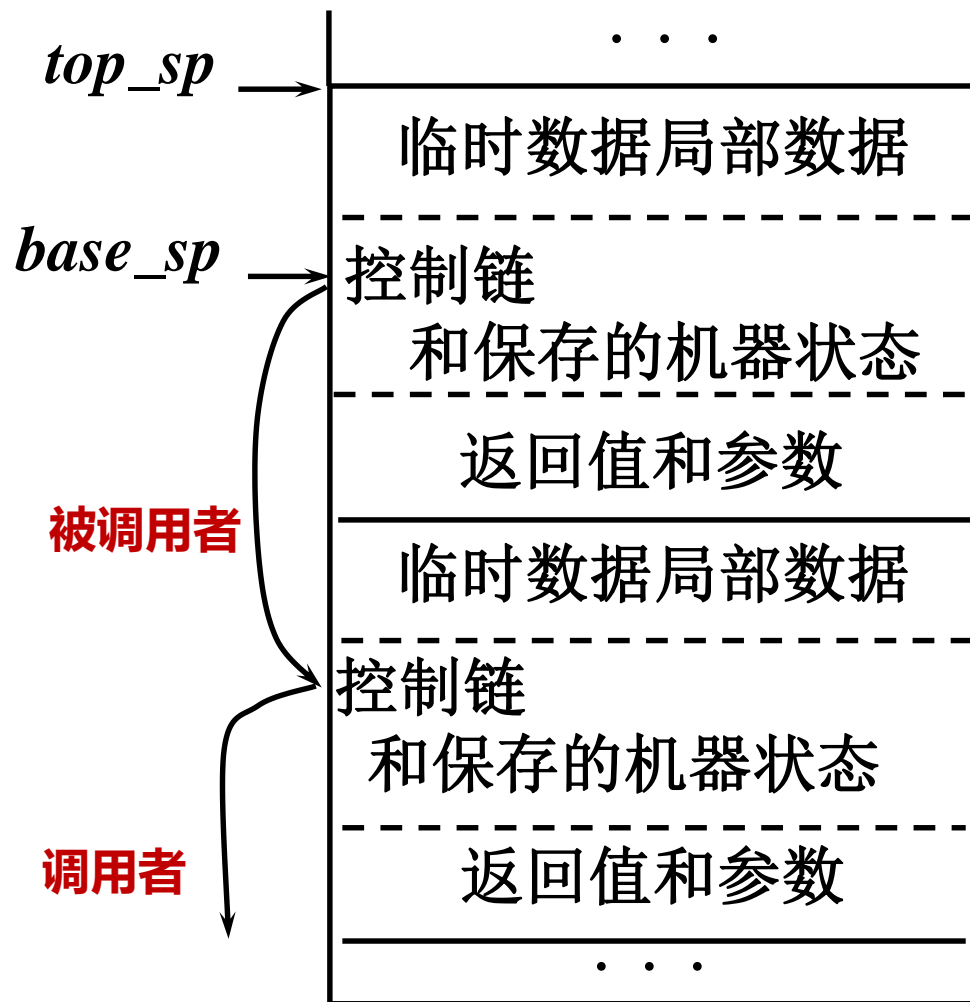 · · ·
top_sp
临时数据局部数据
base_sp
控制链
和保存的机器状态
返回值和参数
被调用者
临时数据局部数据
控制链
和保存的机器状态
调用者
返回值和参数
· · ·